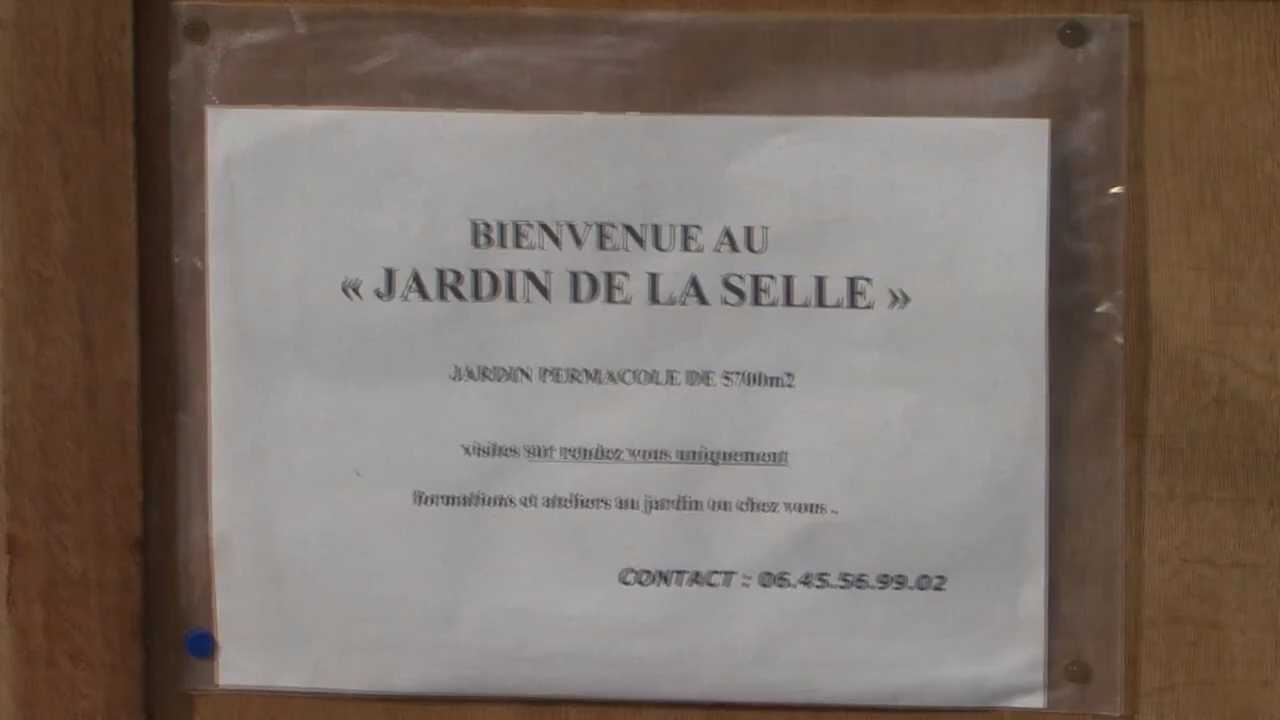 BIENVENUE AU
« JARDIN DE LA SELLE »
JARDIN PERMACOLE DE 5700m2
visites sur rendez vous uniquement
formations et ateliers au jardin ou chez vous .
CONTACT : 06.45.56.99.02